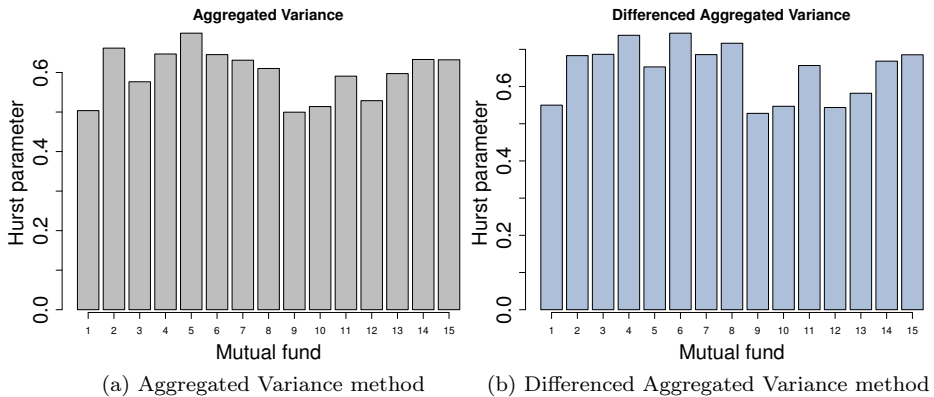 Aggregated Variance
Hurst parameter
0.0 0.2 0.4 0.6
1 2 3 4 5 6 7 8 9 10 11 12 13 14 15
Mutual fund
(a) Aggregated Variance method
Differenced Aggregated Variance
Hurst parameter
0.0 0.2 0.4 0.6
1 2 3 4 5 6 7 8 9 10 11 12 13 14 15
Mutual fund
(b) Differenced Aggregated Variance method